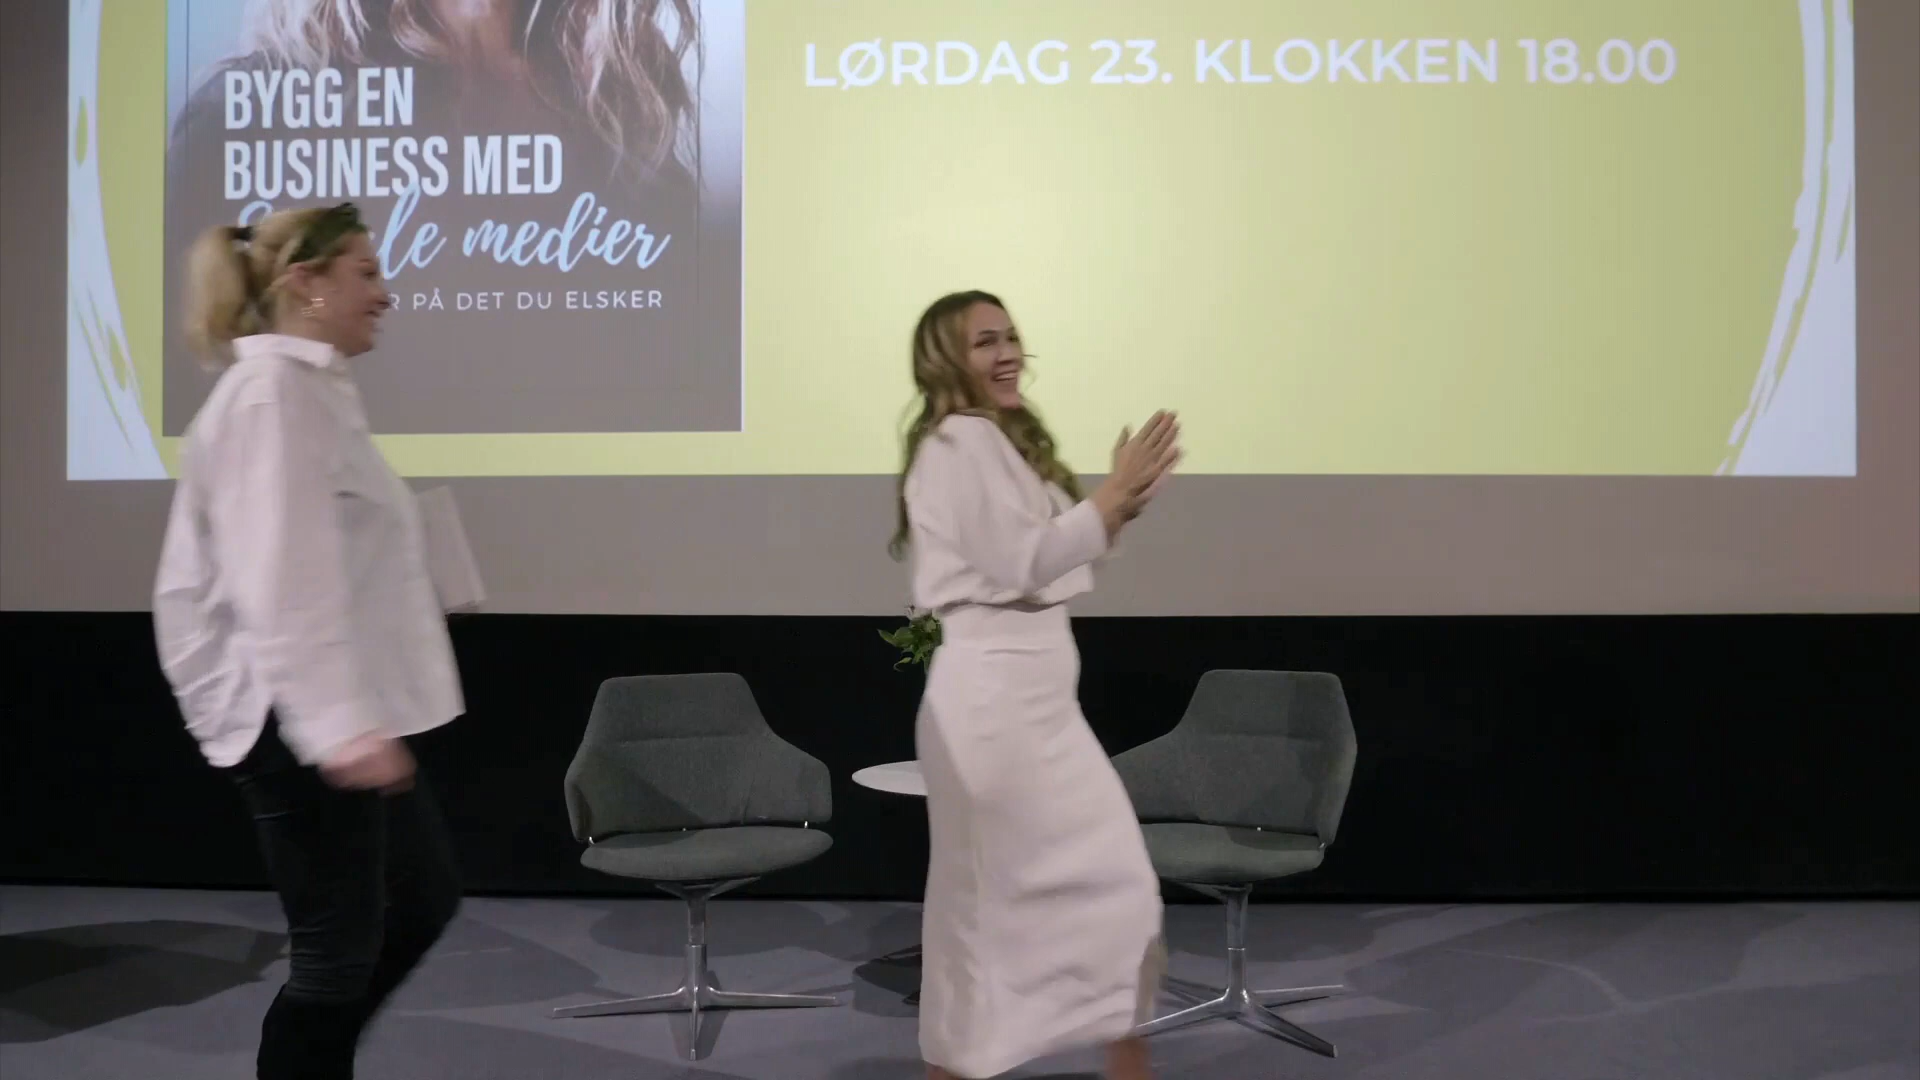 BYGG EN
BUSINESS MED
medier
PÅ DET DU ELSKER
LØRDAG 23. KLOKKEN 18.00